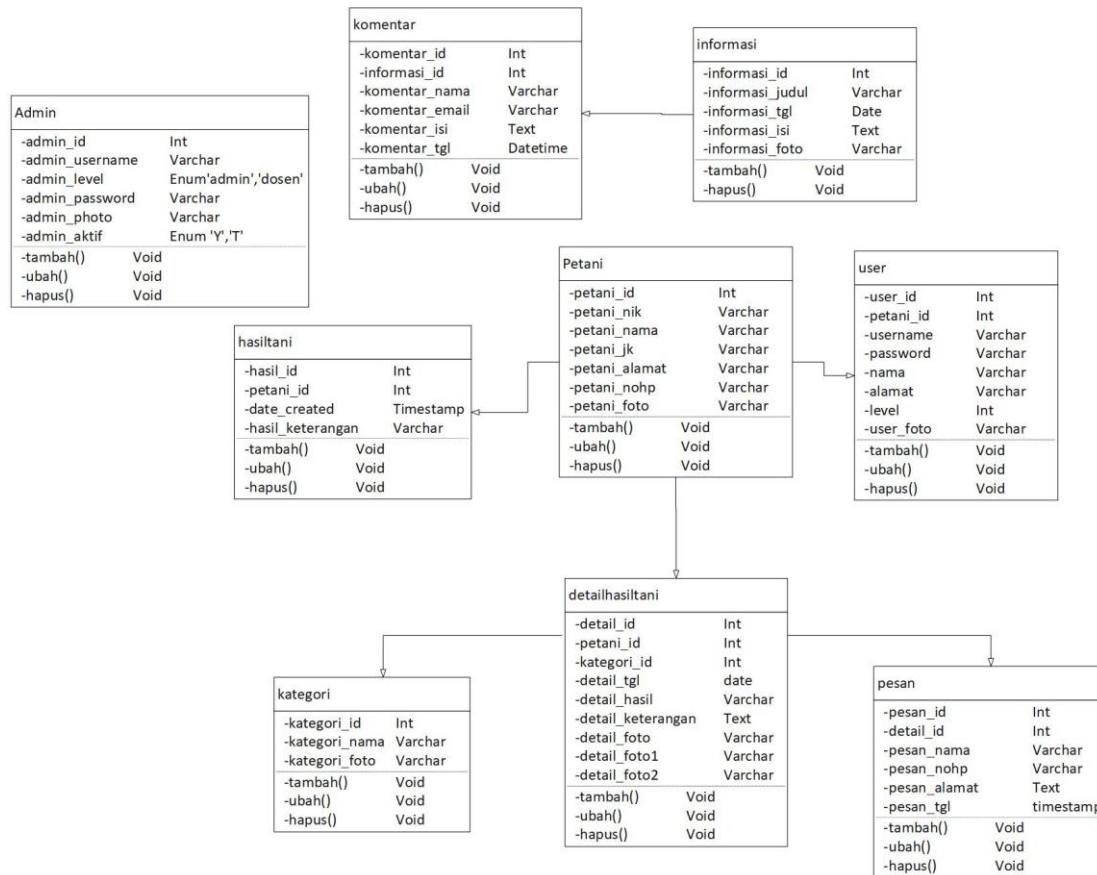 komentar
-komentar_id Int
-informasi_id Int
-komentar_nama Varchar
-komentar_email Varchar
-komentar_isi Text
-komentar_tgl Datetime
-tambah() Void
-ubah() Void
-hapus() Void
informasi
-informasi_id Int
-informasi_judul Varchar
-informasi_tgl Date
-informasi_isi Text
-informasi_foto Varchar
-tambah() Void
-hapus() Void
Admin
-admin_id Int
-admin_username Varchar
-admin_level Enum'admin','dosen'
-admin_password Varchar
-admin_photo Varchar
-admin_aktif Enum 'Y','T'
-tambah() Void
-ubah() Void
-hapus() Void
Petani
-petani_id Int
-petani_nik Varchar
-petani_nama Varchar
-petani_jk Varchar
-petani_alamat Varchar
-petani_nohp Varchar
-petani_foto Varchar
-tambah() Void
-ubah() Void
-hapus() Void
user
-user_id Int
-petani_id Int
-username Varchar
-password Varchar
-nama Varchar
-alamat Varchar
-level Int
-user_foto Varchar
-tambah() Void
-ubah() Void
-hapus() Void
hasiltani
-hasil_id Int
-petani_id Int
-date_created Timestamp
-hasil_keterangan Varchar
-tambah() Void
-ubah() Void
-hapus() Void
detailhasiltani
-detail_id Int
-petani_id Int
-kategori_id Int
-detail_tgl date
-detail_hasil Varchar
-detail_keterangan Text
-detail_foto Varchar
-detail_foto1 Varchar
-detail_foto2 Varchar
-tambah() Void
-ubah() Void
-hapus() Void
kategori
-kategori_id Int
-kategori_nama Varchar
-kategori_foto Varchar
-tambah() Void
-ubah() Void
-hapus() Void
pesan
-pesan_id Int
-detail_id Int
-pesan_nama Varchar
-pesan_nohp Varchar
-pesan_alamat Text
-pesan_tgl timestamp
-tambah() Void
-ubah() Void
-hapus() Void